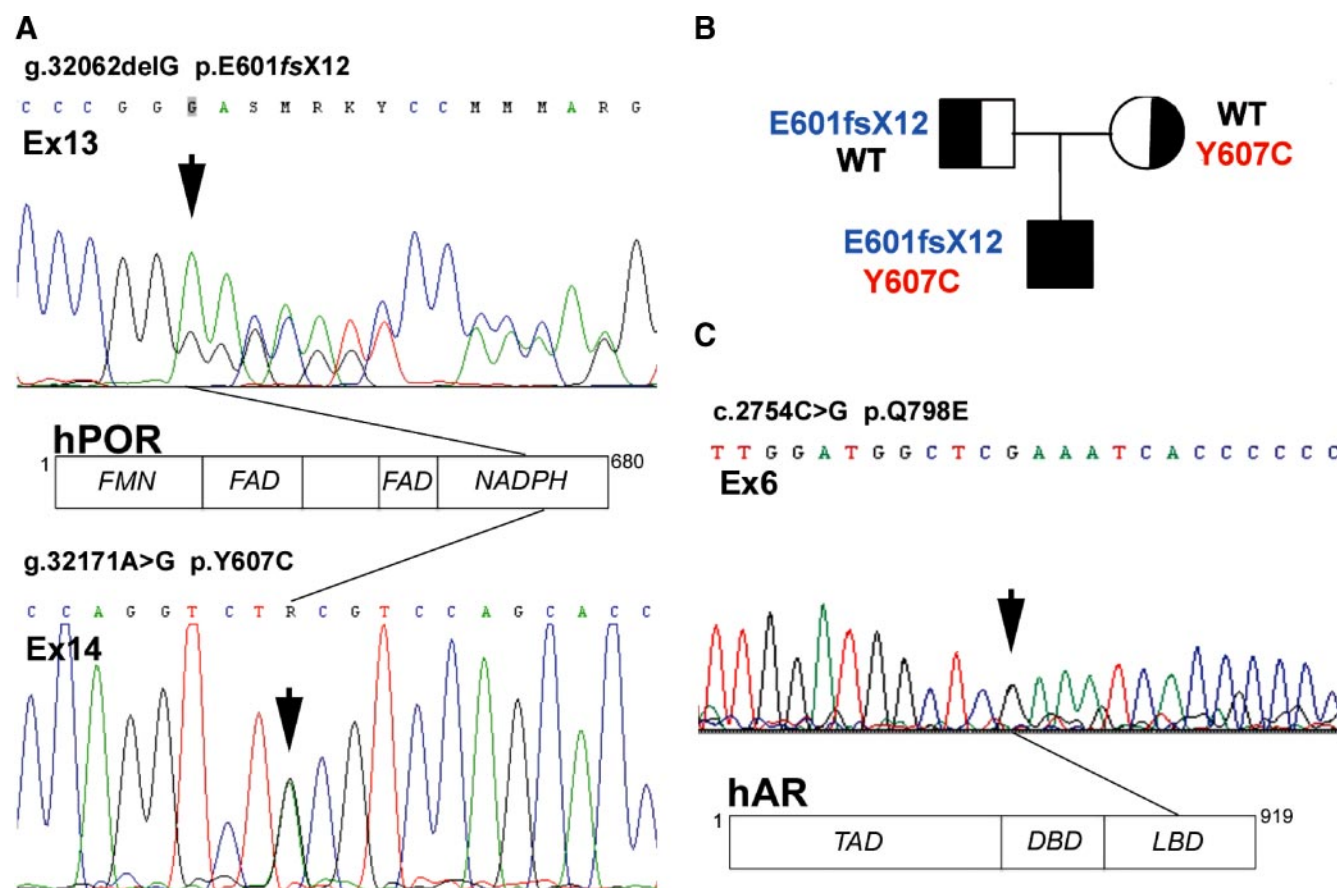 A
g.32062delG p.E601fsX12
C C C G G G A S M R K Y C C M M M A R G
Ex13
hPOR
1 FMN FAD FAD NADPH 680
g.32171A>G p.Y607C
C C A G G T C T R C G T C C A G C A C C
Ex14
B
E601fsX12
WT
WT
Y607C
E601fsX12
Y607C
C
c.2754C>G p.Q798E
T T G G A T G G C T C G A A A T C A C C C C C C
Ex6
hAR
1 TAD DBD LBD 919